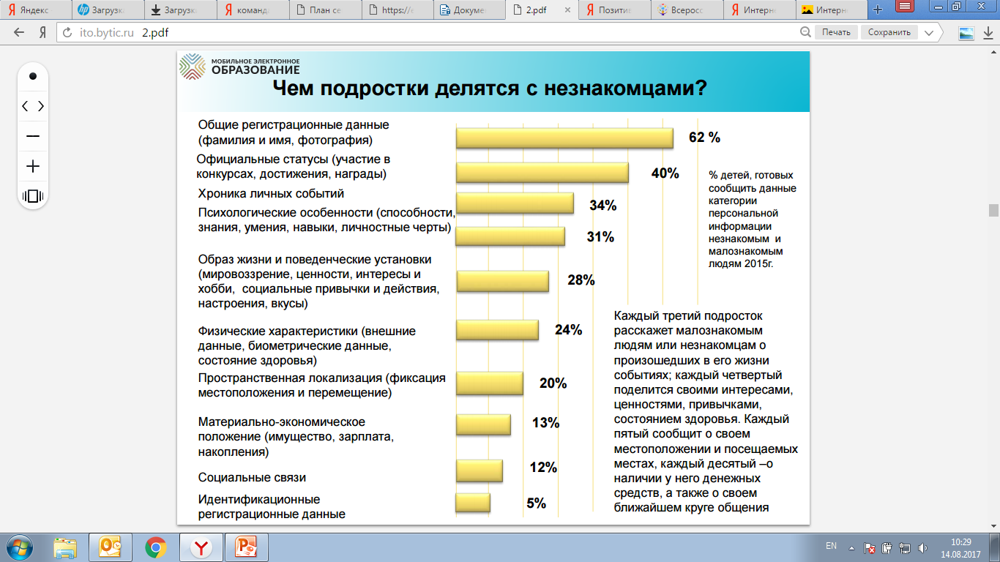 Яндекс
Загрузк
Загрузк
команд
План се
https://e
Докумен
2.pdf
Позитив
Всеросс
Интерне
Интерне
ito.bytic.ru 2.pdf
Печать
Сохранить
МОБИЛЬНОЕ ЭЛЕКТРОННОЕ
ОБРАЗОВАНИЕ
Чем подростки делятся с незнакомцами?
Общие регистрационные данные
(фамилия и имя, фотография)
62 %
Официальные статусы (участие в
конкурсах, достижения, награды)
40%
Хроника личных событий
34%
Психологические особенности (способности,
знания, умения, навыки, личностные черты)
31%
Образ жизни и поведенческие установки
(мировоззрение, ценности, интересы и
хобби, социальные привычки и действия,
настроения, вкусы)
28%
Физические характеристики (внешние
данные, биометрические данные,
состояние здоровья)
24%
Пространственная локализация (фиксация
местоположения и перемещение)
20%
Материально-экономическое
положение (имущество, зарплата,
накопления)
13%
Социальные связи
12%
Идентификационные
регистрационные данные
5%
% детей, готовых
сообщить данные
категории
персональной
информации
незнакомым и
малознакомым
людям 2015г.
Каждый третий подросток
расскажет малознакомым
людям или незнакомцам о
произошедших в его жизни
событиях; каждый четвертый
поделится своими интересами,
ценностями, привычками,
состоянием здоровья. Каждый
пятый сообщит о своем
местоположении и посещаемых
местах, каждый десятый –о
наличии у него денежных
средств, а также о своем
ближайшем круге общения
EN
10:29
14.08.2017